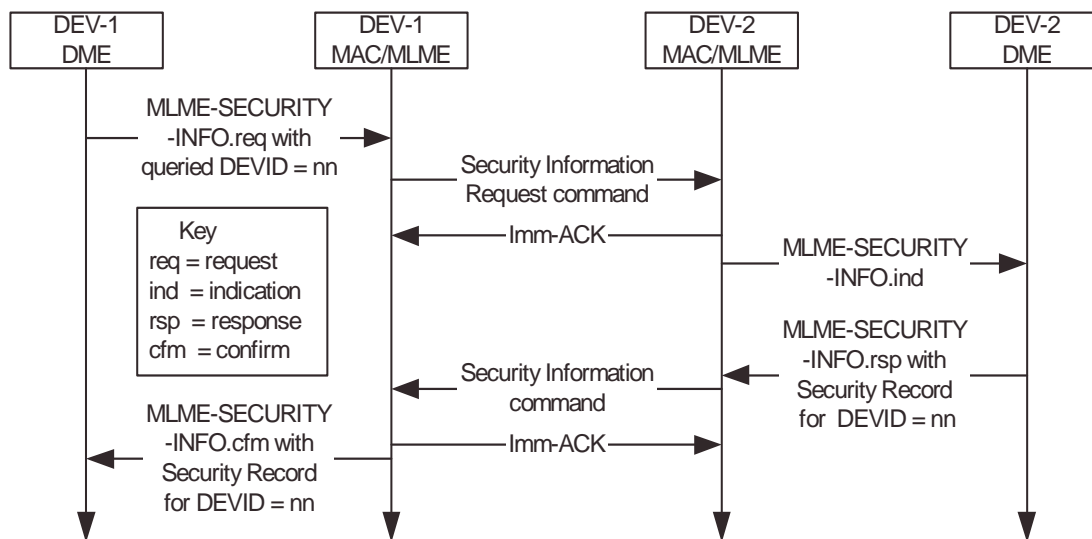 DEV-1
DME
DEV-1
MAC/MLME
DEV-2
MAC/MLME
DEV-2
DME
MLME-SECURITY
-INFO.req with
queried DEVID = nn
Security Information
Request command
Imm-ACK
MLME-SECURITY
-INFO.ind
Key
req = request
ind = indication
rsp = response
cfm = confirm
MLME-SECURITY
-INFO.rsp with
Security Record
for DEVID = nn
Security Information
command
Imm-ACK
MLME-SECURITY
-INFO.cfm with
Security Record
for DEVID = nn